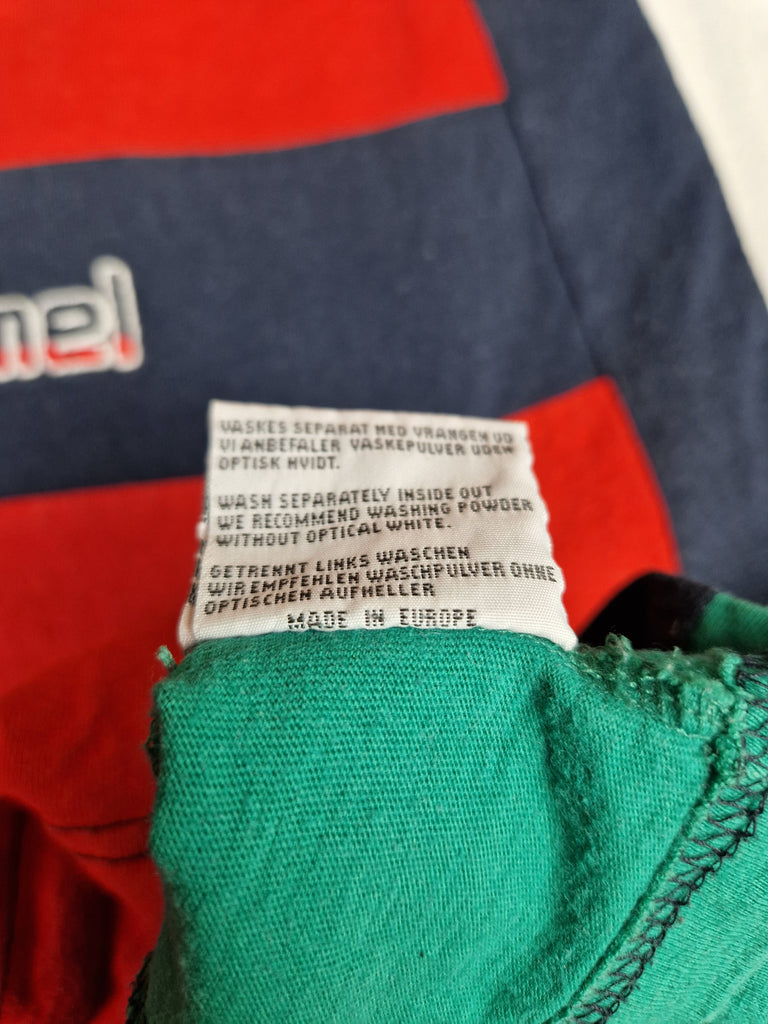 mel
VASKES SEPARAT MED VRANGEN UD
VI ANBEFALER VASKEPULVER UDEN
OPTISK HVIDT.
WASH SEPARATELY INSIDE OUT
WE RECOMMEND WASHING POWDER
WITHOUT OPTICAL WHITE.
GETRENNT LINKS WASCHEN
WIR EMPFEHLEN WASCHPULVER OHNE
OPTISCHEN AUFHELLER
MADE IN EUROPE